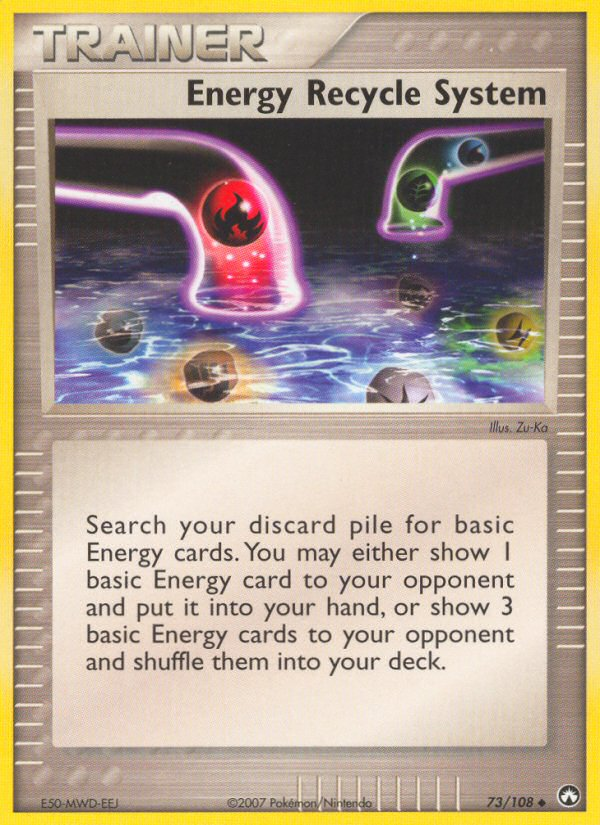 TRAINER
Energy Recycle System
Illus. Zu-Ka
Search your discard pile for basic
Energy cards. You may either show 1
basic Energy card to your opponent
and put it into your hand, or show 3
basic Energy cards to your opponent
and shuffle them into your deck.
E50-MWD-EEJ
©2007 Pokémon/Nintendo
73/108